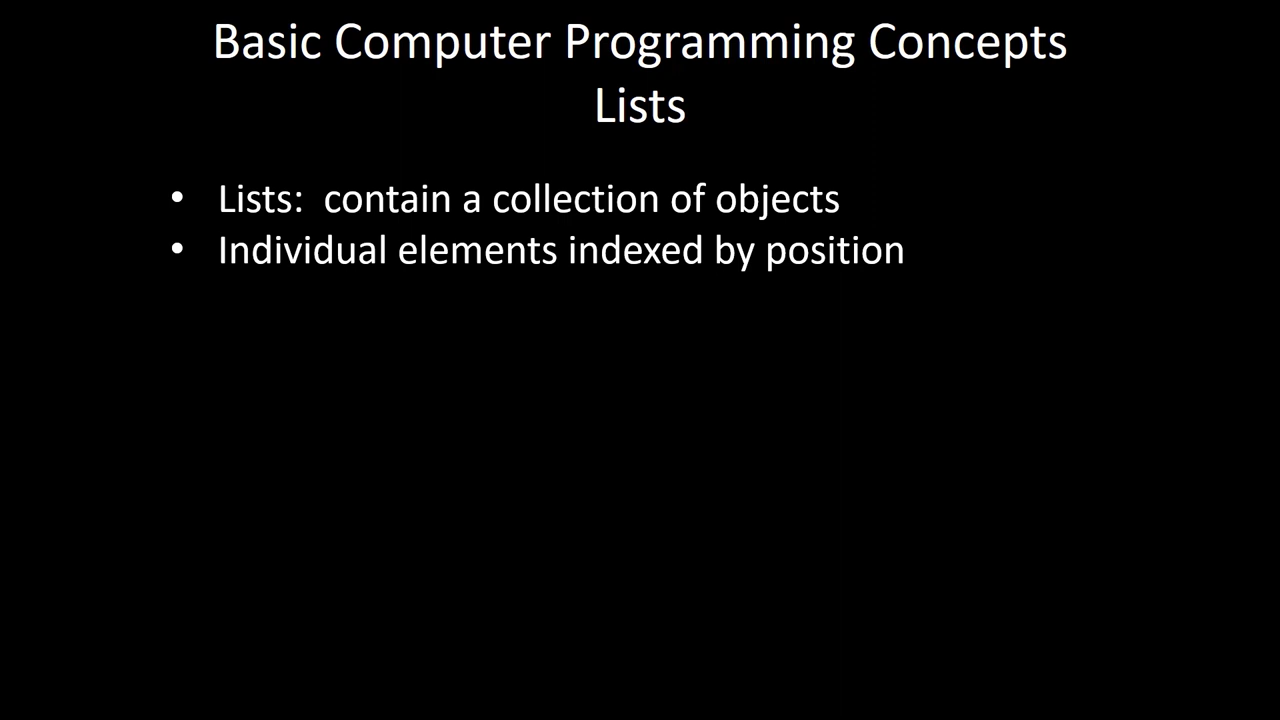 Basic Computer Programming Concepts
Lists
• Lists:  contain a collection of objects
• Individual elements indexed by position